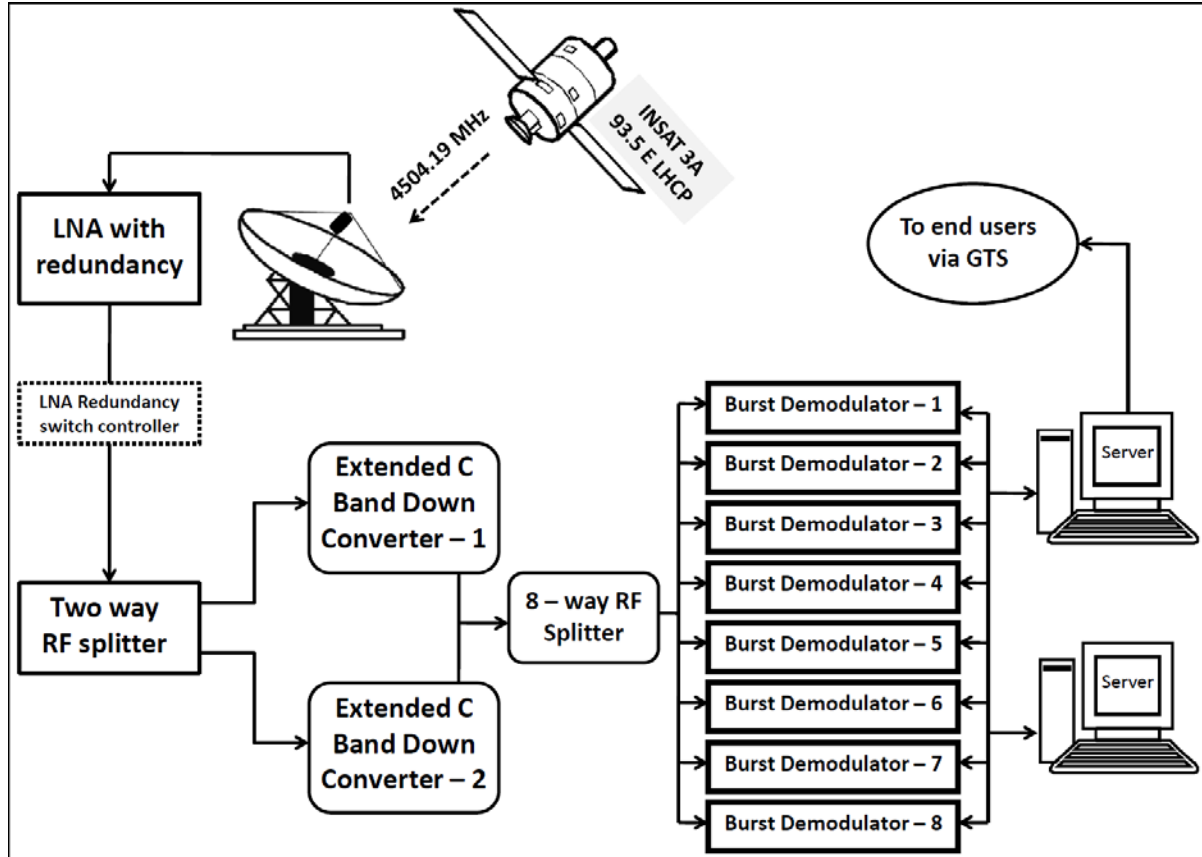 4504.19 MHz
INSAT 3A
93.5 E LHCP
LNA with
redundancy
To end users
via GTS
LNA Redundancy
switch controller
Two way
RF splitter
Extended C
Band Down
Converter – 1
Extended C
Band Down
Converter – 2
8 – way RF
Splitter
Burst Demodulator – 1
Burst Demodulator – 2
Burst Demodulator – 3
Burst Demodulator – 4
Burst Demodulator – 5
Burst Demodulator – 6
Burst Demodulator – 7
Burst Demodulator – 8
Server
Server